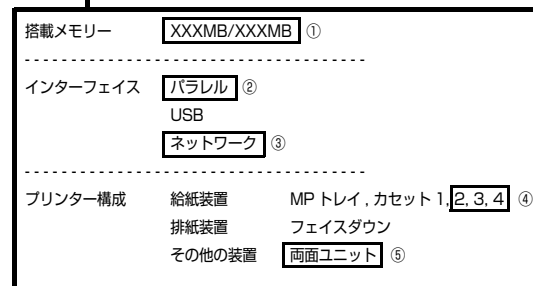 搭載メモリー XXXMB/XXXMB ①
インターフェイス パラレル ②
USB
ネットワーク ③
プリンター構成 給紙装置 MP トレイ , カセット 1, 2, 3, 4 ④
排紙装置 フェイスダウン
その他の装置 両面ユニット ⑤